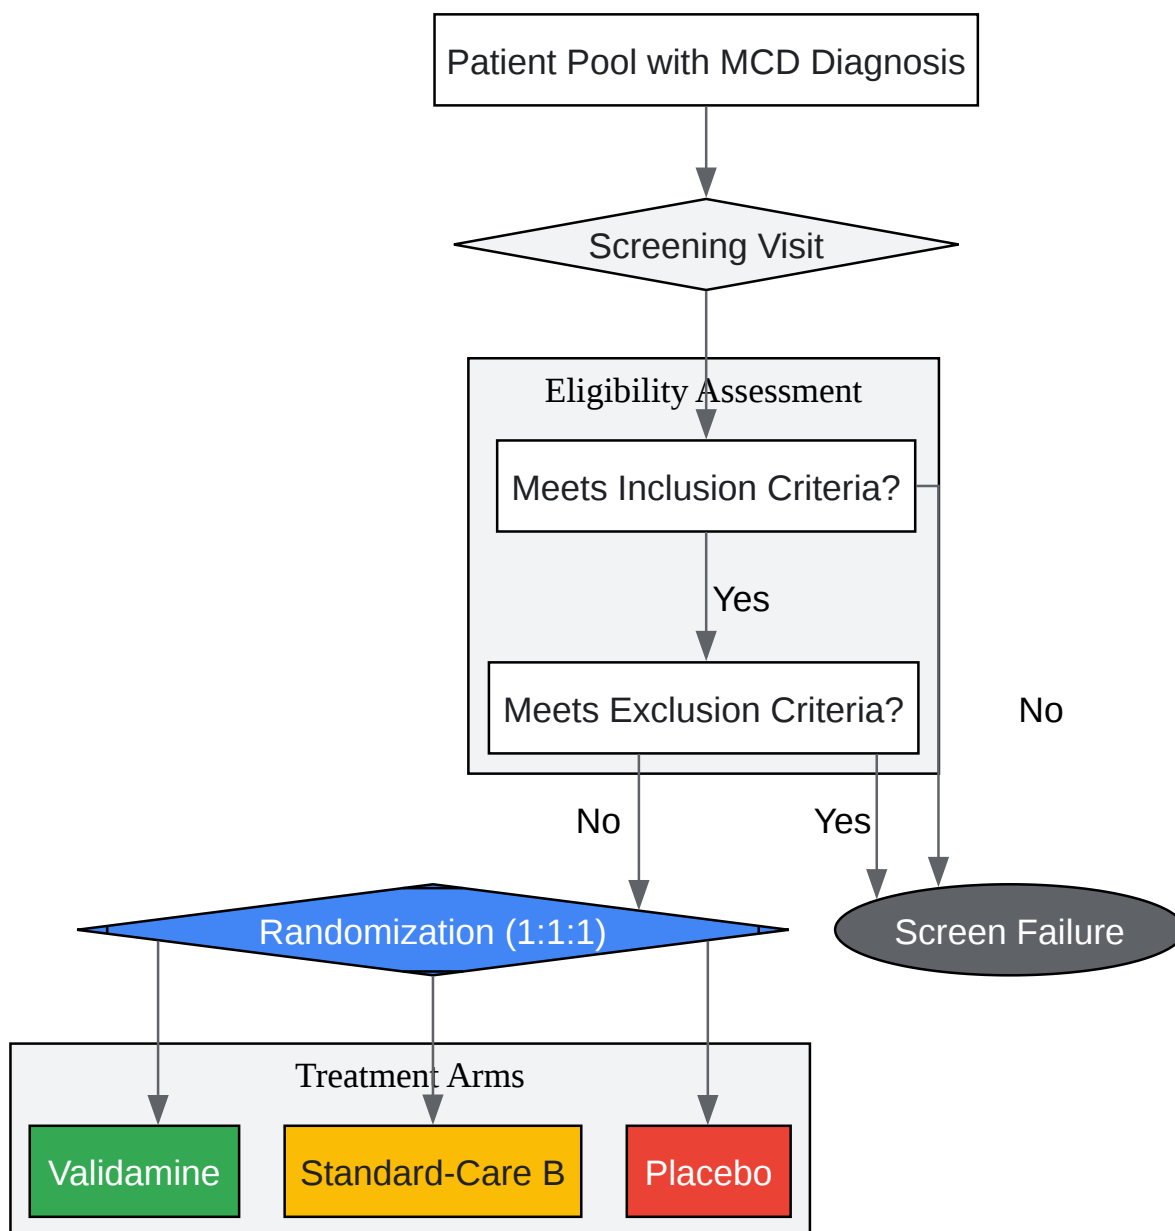 Patient Pool with MCD Diagnosis
Screening Visit
Eligibility Assessment
Meets Inclusion Criteria?
Yes
Meets Exclusion Criteria?
No
No
Yes
Randomization (1:1:1)
Screen Failure
Treatment Arms
Validamine
Standard-Care B
Placebo